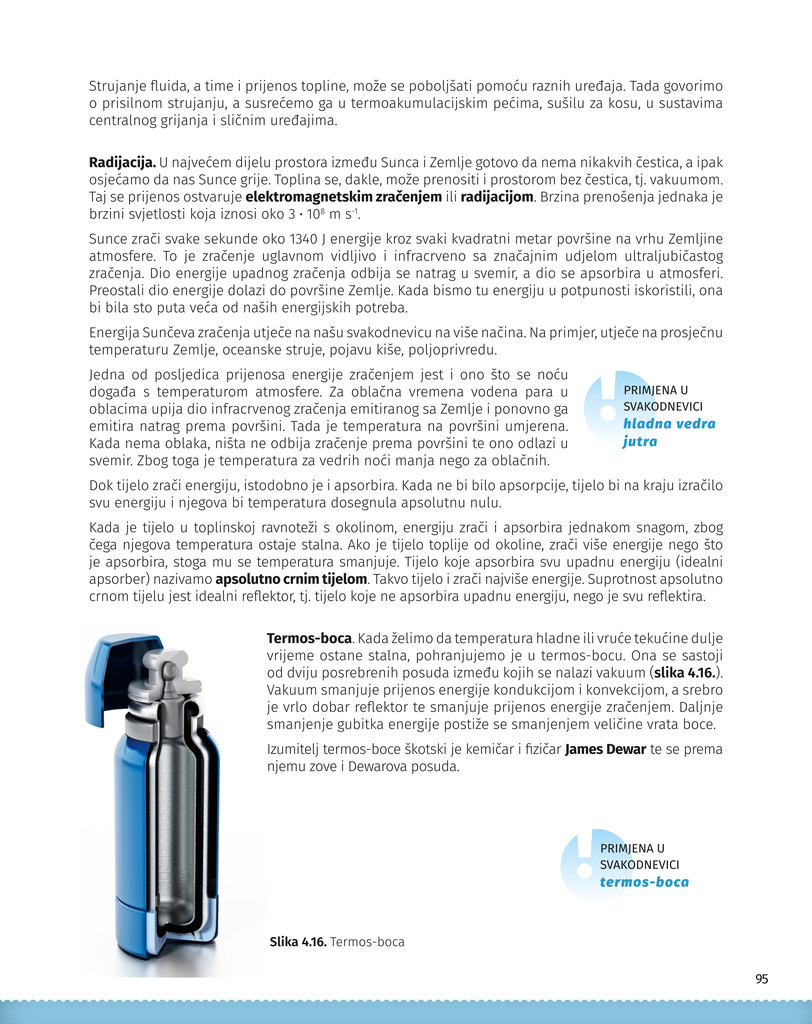 Strujanje fluida, a time i prijenos topline, može se poboljšati pomoću raznih uređaja. Tada govorimo
o prisilnom strujanju, a susrećemo ga u termoakumulacijskim pećima, sušilu za kosu, u sustavima
centralnog grijanja i sličnim uređajima.
Radijacija. U najvećem dijelu prostora između Sunca i Zemlje gotovo da nema nikakvih čestica, a ipak
osjećamo da nas Sunce grije. Toplina se, dakle, može prenositi i prostorom bez čestica, tj. vakuumom.
Taj se prijenos ostvaruje elektromagnetskim zračenjem ili radijacijom. Brzina prenošenja jednaka je
brzini svjetlosti koja iznosi oko 3 · 10⁸ m s⁻¹.
Sunce zrači svake sekunde oko 1340 J energije kroz svaki kvadratni metar površine na vrhu Zemljine
atmosfere. To je zračenje uglavnom vidljivo i infracrveno sa značajnim udjelom ultraljubičastog
zračenja. Dio energije upadnog zračenja odbija se natrag u svemir, a dio se apsorbira u atmosferi.
Preostali dio energije dolazi do površine Zemlje. Kada bismo tu energiju u potpunosti iskoristili, ona
bi bila sto puta veća od naših energijskih potreba.
Energija Sunčeva zračenja utječe na našu svakodnevicu na više načina. Na primjer, utječe na prosječnu
temperaturu Zemlje, oceanske struje, pojavu kiše, poljoprivredu.
Jedna od posljedica prijenosa energije zračenjem jest i ono što se noću
događa s temperaturom atmosfere. Za oblačna vremena vodena para u
oblacima upija dio infracrvenog zračenja emitiranog sa Zemlje i ponovno ga
emitira natrag prema površini. Tada je temperatura na površini umjerena.
Kada nema oblaka, ništa ne odbija zračenje prema površini te ono odlazi u
svemir. Zbog toga je temperatura za vedrih noći manja nego za oblačnih.
PRIMJENA U
SVAKODNEVICI
hladna vedra
jutra
Dok tijelo zrači energiju, istodobno je i apsorbira. Kada ne bi bilo apsorpcije, tijelo bi na kraju izračilo
svu energiju i njegova bi temperatura dosegnula apsolutnu nulu.
Kada je tijelo u toplinskoj ravnoteži s okolinom, energiju zrači i apsorbira jednakom snagom, zbog
čega njegova temperatura ostaje stalna. Ako je tijelo toplije od okoline, zrači više energije nego što
je apsorbira, stoga mu se temperatura smanjuje. Tijelo koje apsorbira svu upadnu energiju (idealni
apsorber) nazivamo apsolutno crnim tijelom. Takvo tijelo i zrači najviše energije. Suprotnost apsolutno
crnom tijelu jest idealni reflektor, tj. tijelo koje ne apsorbira upadnu energiju, nego je svu reflektira.
Termos-boca. Kada želimo da temperatura hladne ili vruće tekućine dulje
vrijeme ostane stalna, pohranjujemo je u termos-bocu. Ona se sastoji
od dviju posrebrenih posuda između kojih se nalazi vakuum (slika 4.16.).
Vakuum smanjuje prijenos energije kondukcijom i konvekcijom, a srebro
je vrlo dobar reflektor te smanjuje prijenos energije zračenjem. Daljnje
smanjenje gubitka energije postiže se smanjenjem veličine vrata boce.
Izumitelj termos-boce škotski je kemičar i fizičar James Dewar te se prema
njemu zove i Dewarova posuda.
PRIMJENA U
SVAKODNEVICI
termos-boca
Slika 4.16. Termos-boca
95